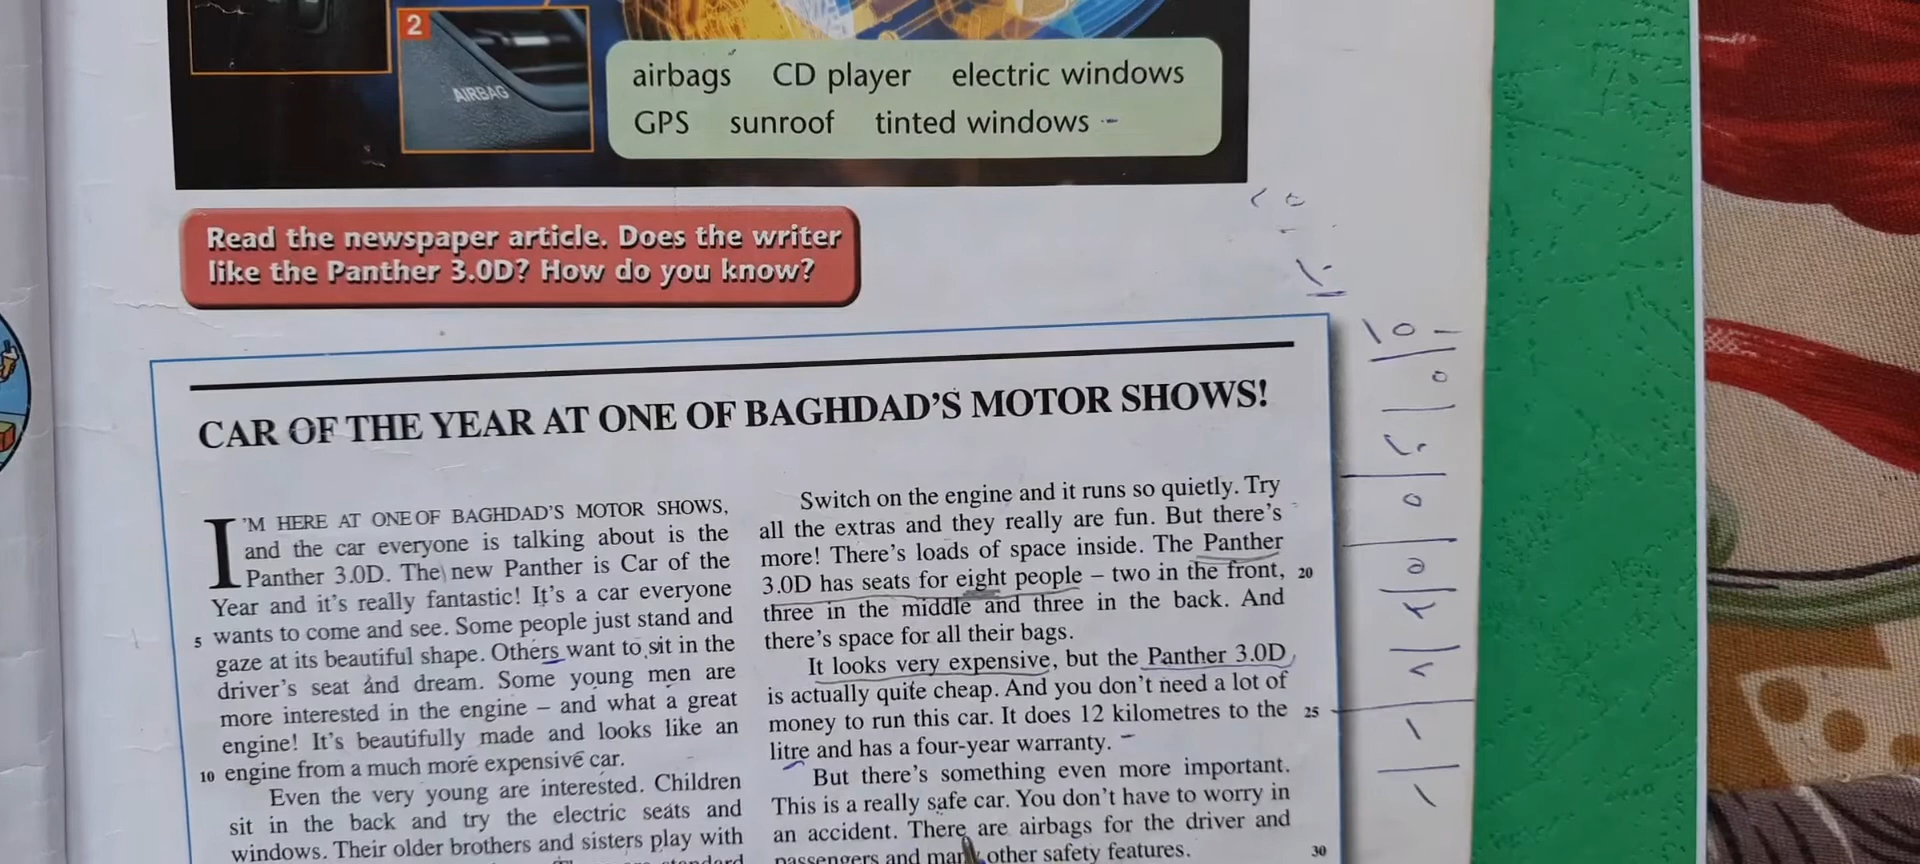 2
AIRBAG
airbags CD player electric windows
GPS sunroof tinted windows
Read the newspaper article. Does the writer
like the Panther 3.0D? How do you know?
CAR OF THE YEAR AT ONE OF BAGHDAD'S MOTOR SHOWS!
I'M HERE AT ONE OF BAGHDAD'S MOTOR SHOWS,
and the car everyone is talking about is the
Panther 3.0D. The new Panther is Car of the
Year and it's really fantastic! It's a car everyone
5 wants to come and see. Some people just stand and
gaze at its beautiful shape. Others want to sit in the
driver's seat and dream. Some young men are
more interested in the engine – and what a great
engine! It's beautifully made and looks like an
10 engine from a much more expensive car.
Even the very young are interested. Children
sit in the back and try the electric seats and
windows. Their older brothers and sisters play with
Switch on the engine and it runs so quietly. Try
all the extras and they really are fun. But there's
more! There's loads of space inside. The Panther
3.0D has seats for eight people – two in the front, 20
three in the middle and three in the back. And
there's space for all their bags.
It looks very expensive, but the Panther 3.0D
is actually quite cheap. And you don't need a lot of
money to run this car. It does 12 kilometres to the 25
litre and has a four-year warranty.
But there's something even more important.
This is a really safe car. You don't have to worry in
an accident. There are airbags for the driver and
passengers and many other safety features. 30